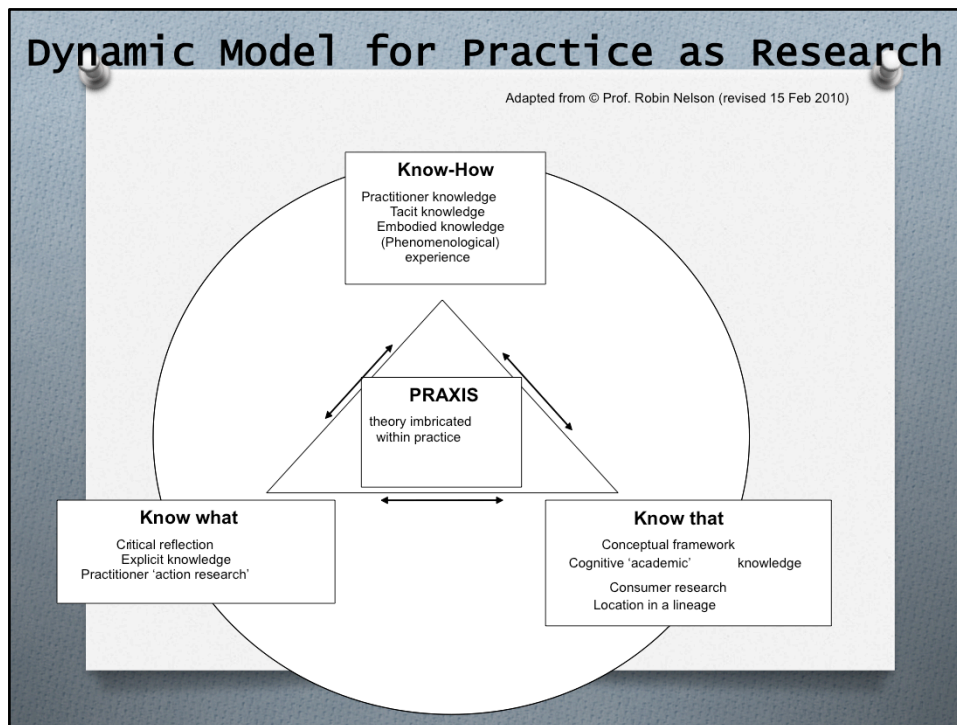 Dynamic Model for Practice as Research
Adapted from © Prof. Robin Nelson (revised 15 Feb 2010)
Know-How
Practitioner knowledge
Tacit knowledge
Embodied knowledge
(Phenomenological)
experience
PRAXIS
theory imbricated
within practice
Know what
Critical reflection
Explicit knowledge
Practitioner ‘action research’
Know that
Conceptual framework
Cognitive ‘academic’ knowledge
Consumer research
Location in a lineage